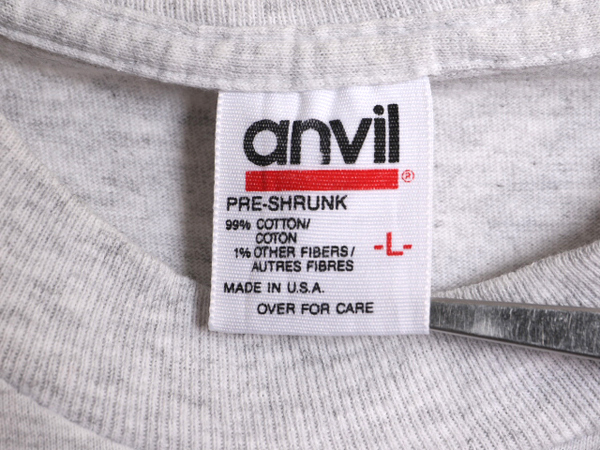 anvil®
PRE-SHRUNK
99% COTTON/
COTON
1% OTHER FIBERS/
AUTRES FIBRES
-L-
MADE IN U.S.A.
OVER FOR CARE